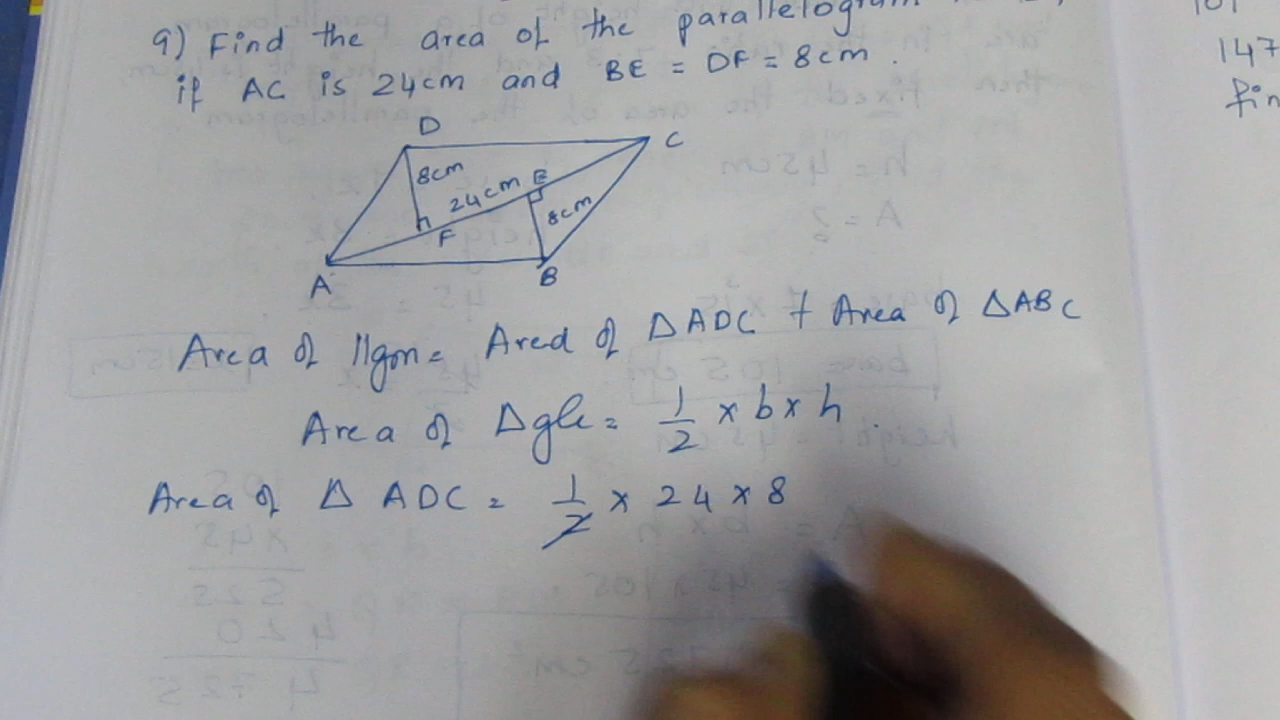 9) Find the area of the parallelogram
if AC is 24cm and BE = DF = 8cm .
D
C
8cm
24cm
E
8cm
F
A
B
Area of ||gm = Area of △ADC + Area of △ABC
Area of △gle = 1/2 x b x h .
Area of △ ADC = 1/2 x 24 x 8
147
fin